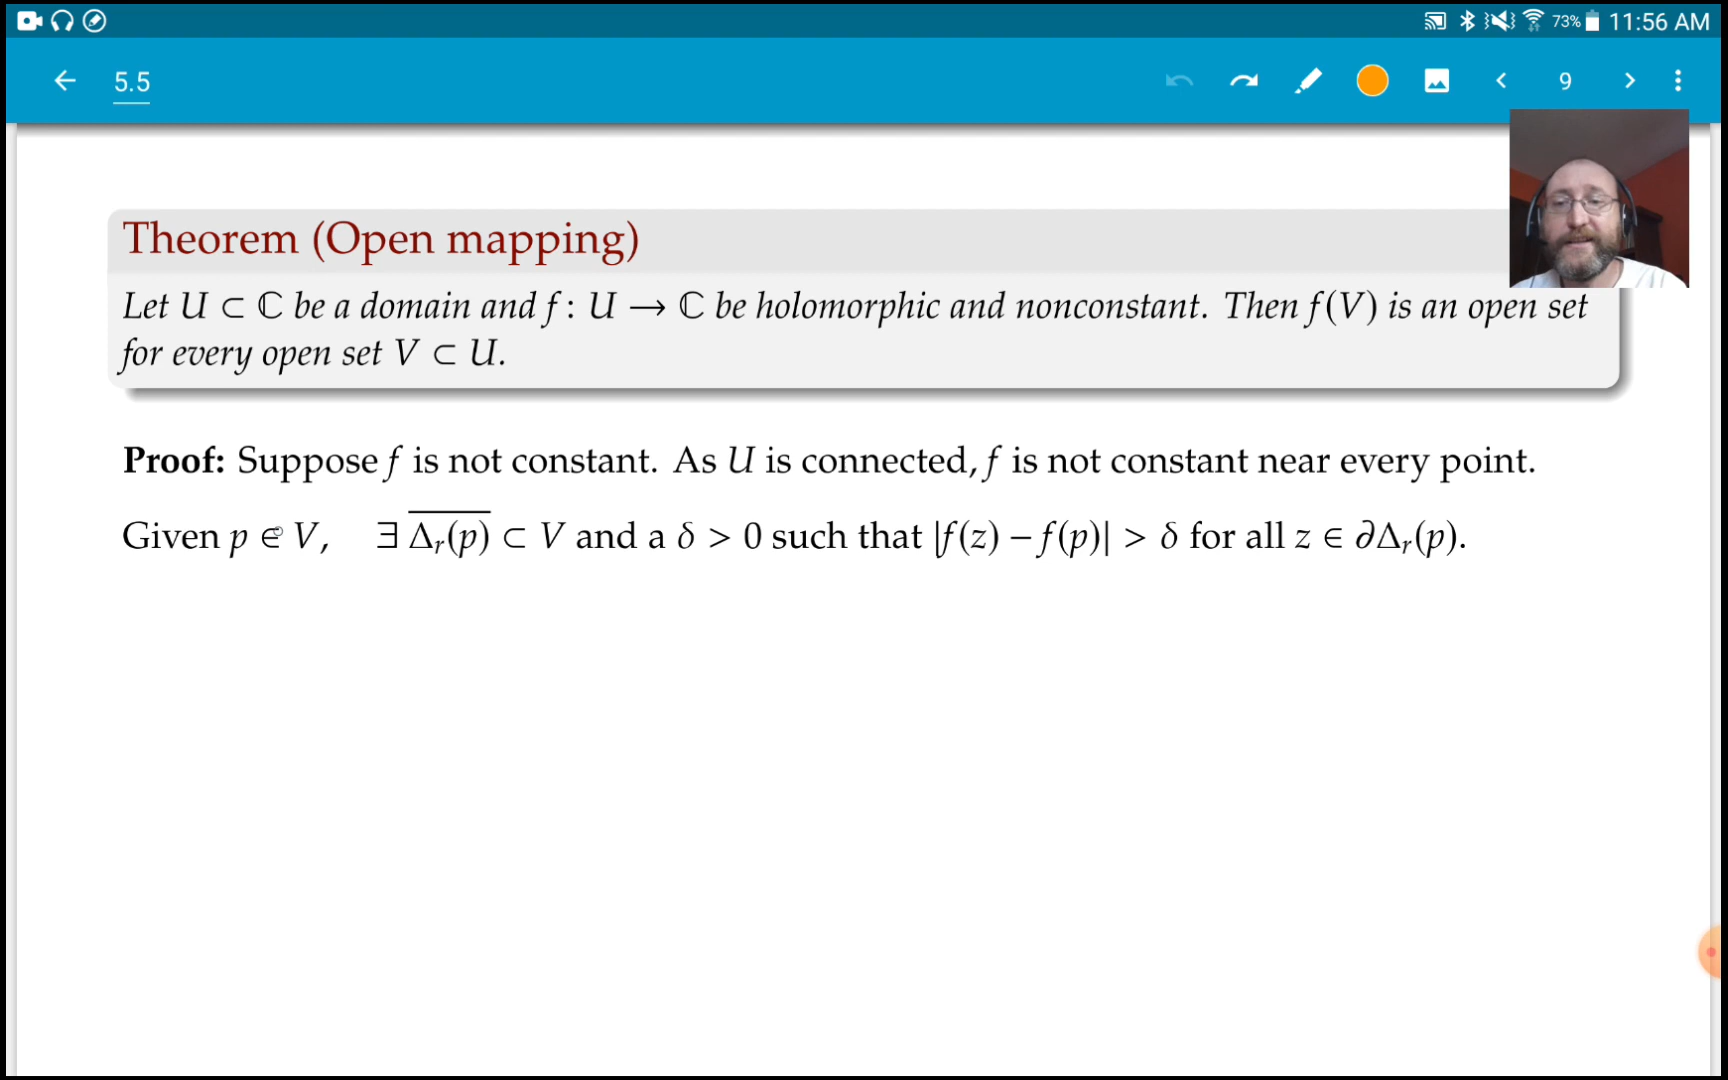 73% 11:56 AM
5.5 9
Theorem (Open mapping)
Let U ⊂ ℂ be a domain and f : U → ℂ be holomorphic and nonconstant. Then f(V) is an open set
for every open set V ⊂ U.
Proof: Suppose f is not constant. As U is connected, f is not constant near every point.
Given p ∈ V, ∃ \overline{Δ_r(p)} ⊂ V and a δ > 0 such that |f(z) − f(p)| > δ for all z ∈ ∂Δ_r(p).